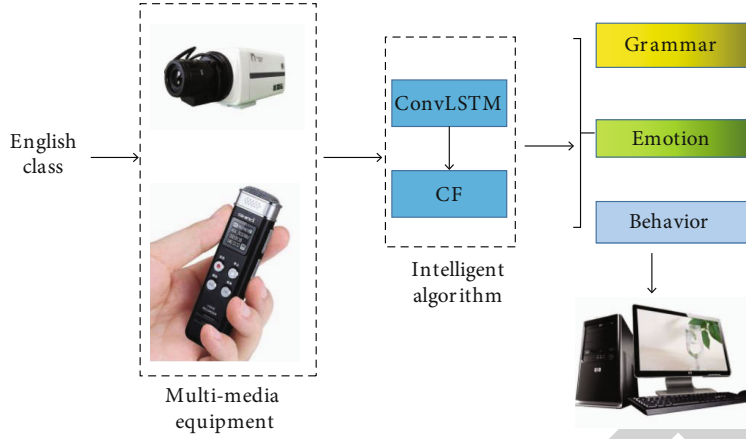 English
class
Multi-media
equipment
ConvLSTM
CF
Intelligent
algorithm
Grammar
Emotion
Behavior